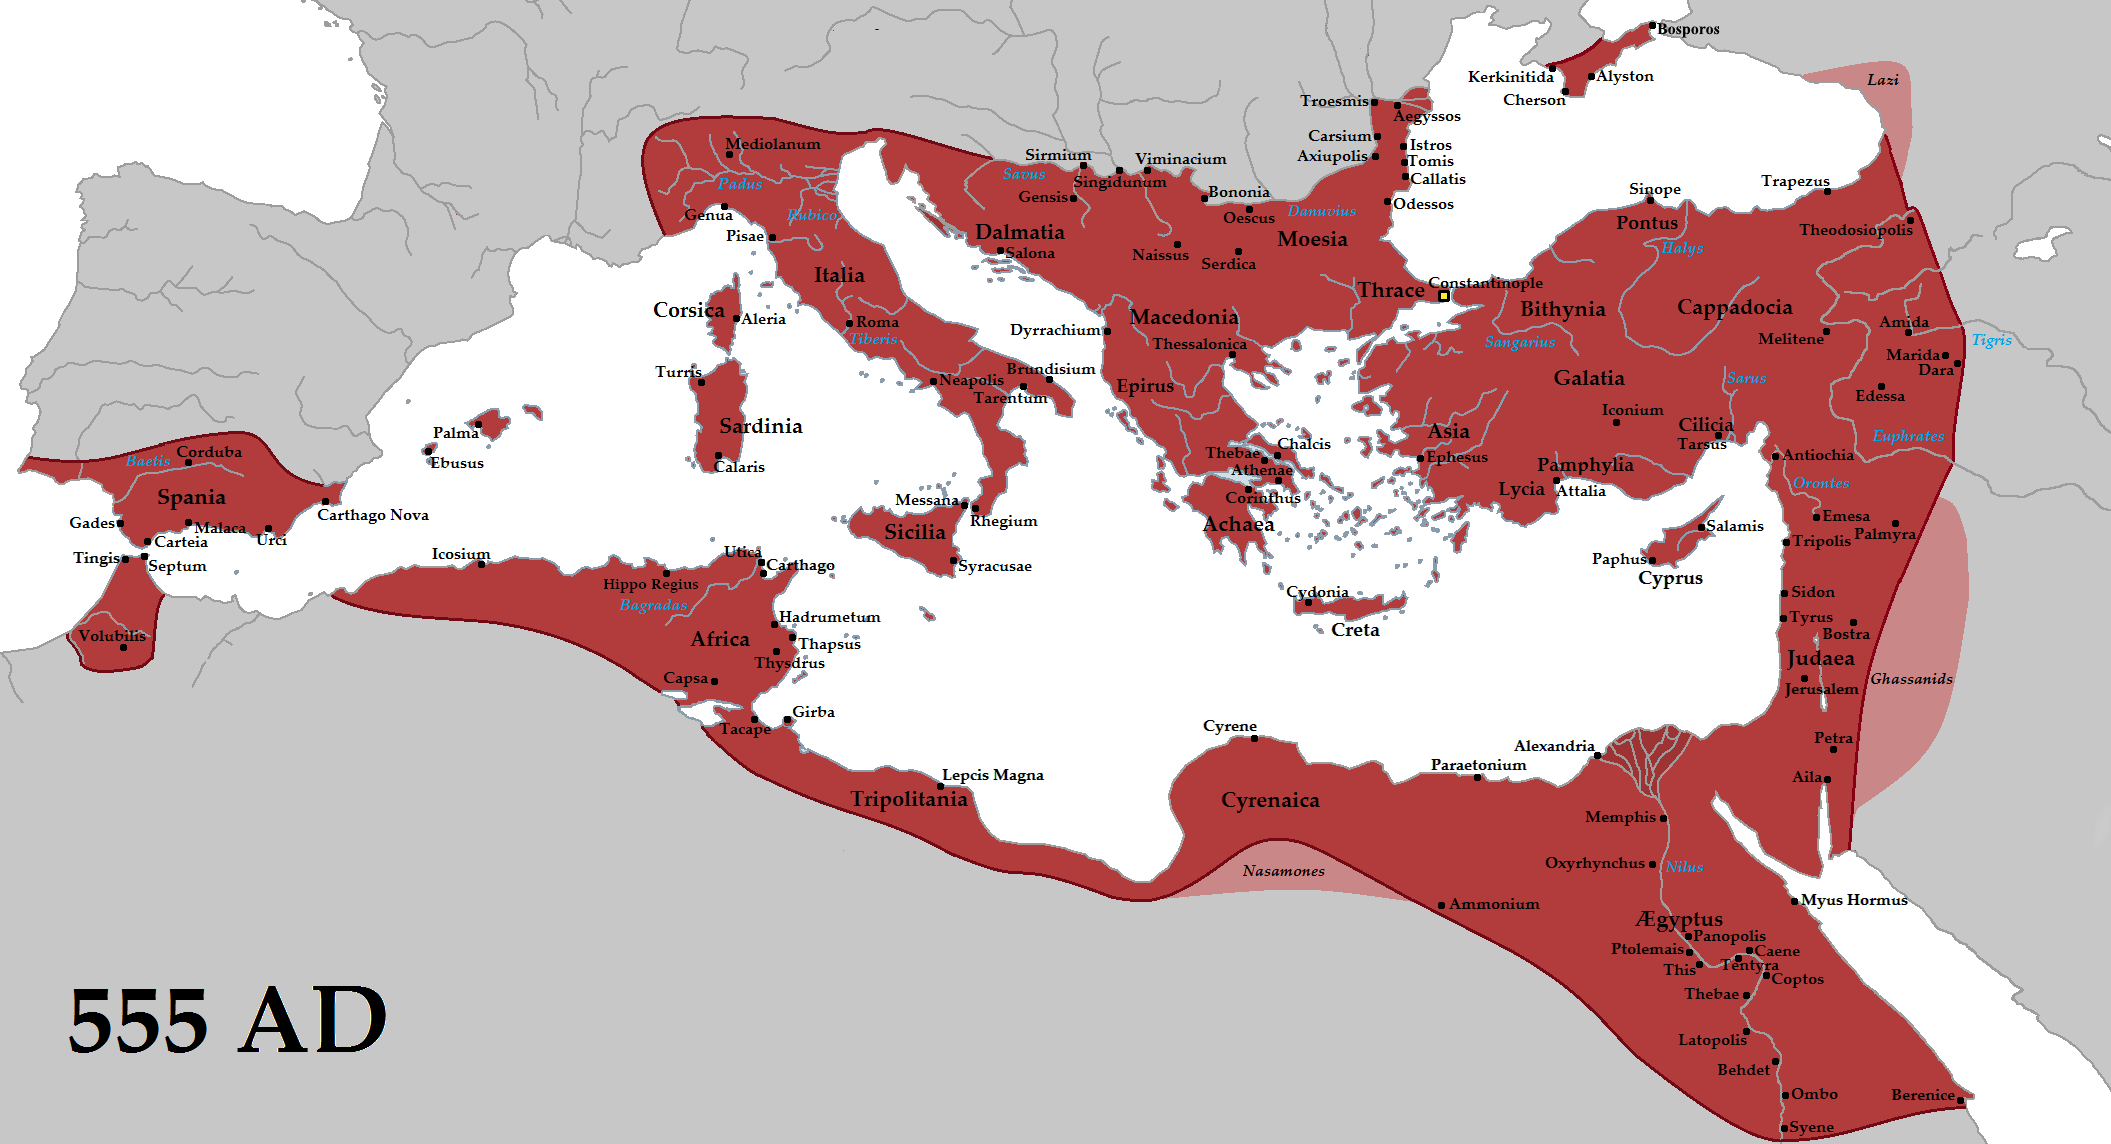 Bosporos
Kerkinitida
Alyston
Cherson
Lazi
Troesmis
Aegyssos
Carsium
Istros
Axiupolis
Tomis
Callatis
Odessos
Mediolanum
Padus
Genua
Rubico
Pisae
Sirmium
Savus
Singidunum
Viminacium
Gensis
Bononia
Oescus
Danuvius
Dalmatia
Salona
Naissus
Serdica
Moesia
Sinope
Trapezus
Pontus
Halys
Theodosiopolis
Italia
Corsica
Aleria
Roma
Tiberis
Thrace
Constantinople
Bithynia
Cappadocia
Dyrrachium
Macedonia
Thessalonica
Sangarius
Melitene
Amida
Tigris
Marida
Dara
Turris
Neapolis
Brundisium
Tarentum
Epirus
Galatia
Sarus
Edessa
Iconium
Cilicia
Tarsus
Euphrates
Palma
Ebusus
Sardinia
Calaris
Asia
Ephesus
Chalcis
Thebae
Athenae
Corinthus
Achaea
Pamphylia
Lycia
Attalia
Antiochia
Orontes
Baetis
Corduba
Spania
Gades
Malaca
Carthago Nova
Carteia
Urci
Tingis
Septum
Volubilis
Icosium
Messana
Rhegium
Sicilia
Syracusae
Salamis
Paphus
Cyprus
Emesa
Palmyra
Tripolis
Utica
Carthago
Hippo Regius
Bagradas
Hadrumetum
Africa
Thapsus
Thysdrus
Capsa
Cydonia
Creta
Sidon
Tyrus
Bostra
Judaea
Jerusalem
Ghassanids
Girba
Tacape
Cyrene
Petra
Alexandria
Paraetonium
Aila
Lepcis Magna
Tripolitania
Cyrenaica
Memphis
Nasamones
Oxyrhynchus
Nilus
Ammonium
Myus Hormus
Ægyptus
Panopolis
Ptolemais
Caene
This
Tentyra
Coptos
Thebae
Latopolis
Behdet
Ombo
Berenice
Syene
555 AD